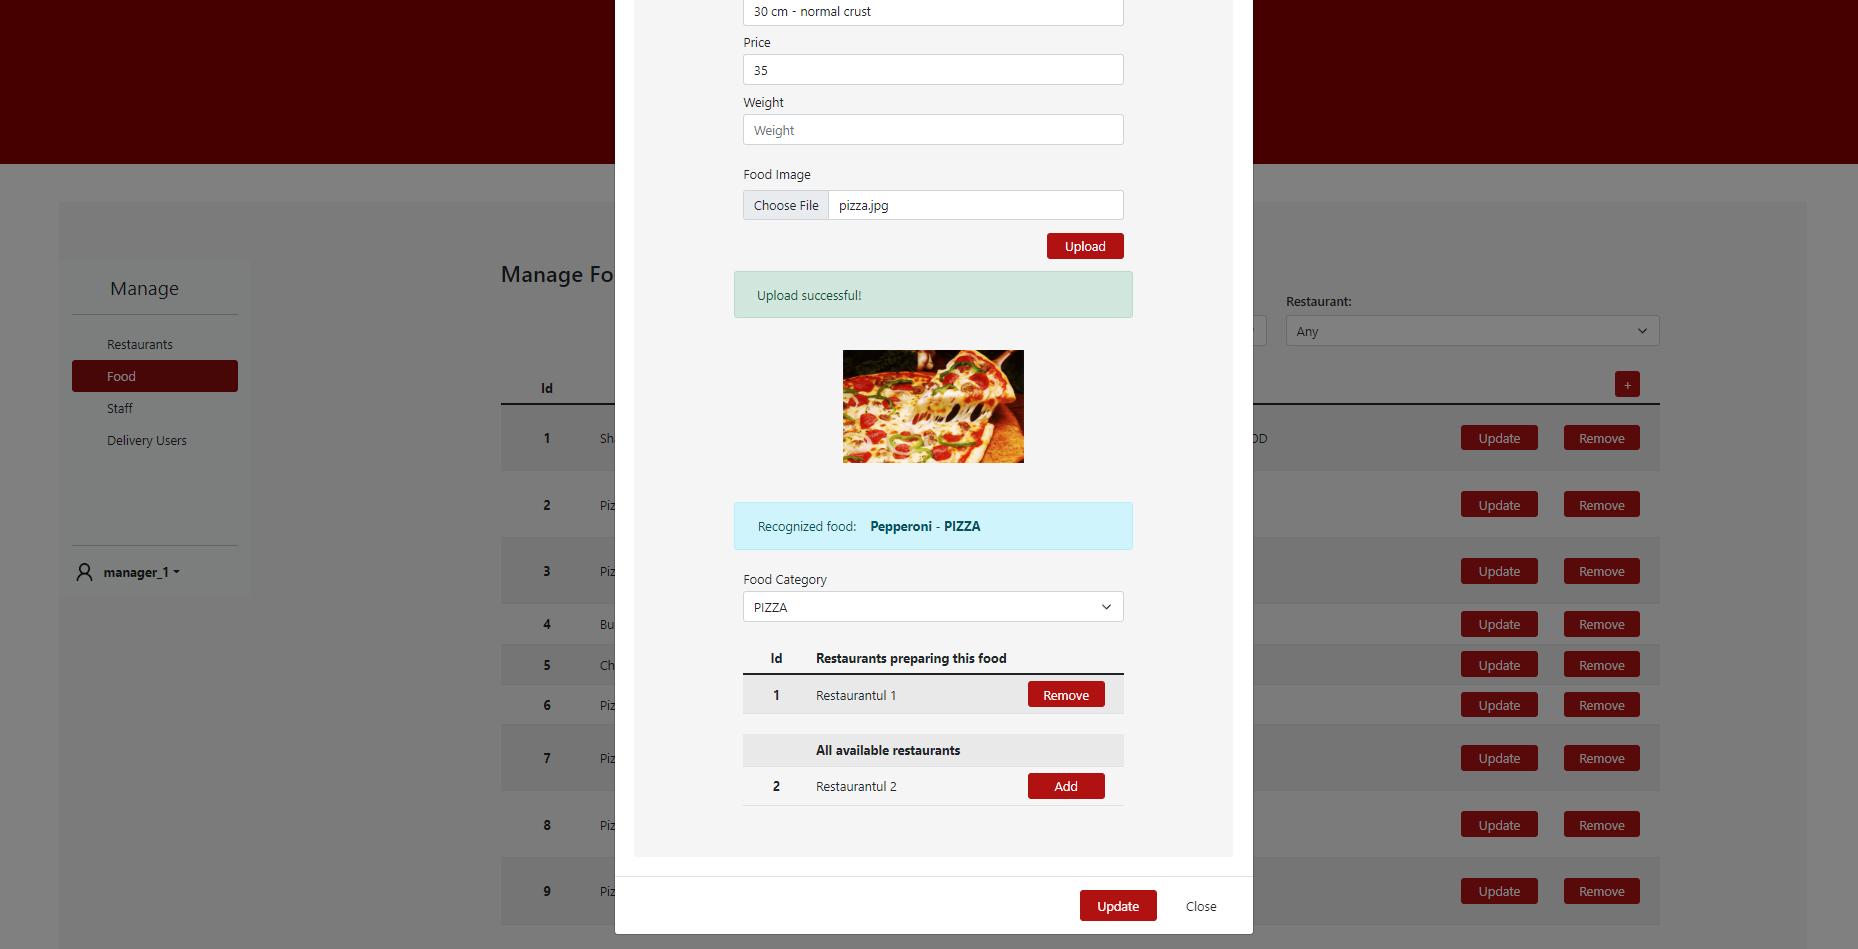 30 cm - normal crust
Price
35
Weight
Weight
Food Image
Choose File pizza.jpg
Upload
Upload successful!
Recognized food: Pepperoni - PIZZA
Food Category
PIZZA
Id Restaurants preparing this food
1 Restaurantul 1 Remove
All available restaurants
2 Restaurantul 2 Add
Update Close
Manage
Restaurants
Food
Staff
Delivery Users
manager_1
Manage Fo
Restaurant:
Any
Id +
1 Sh OD Update Remove
2 Piz Update Remove
3 Piz Update Remove
4 Bu Update Remove
5 Ch Update Remove
6 Piz Update Remove
7 Piz Update Remove
8 Piz Update Remove
9 Piz Update Remove